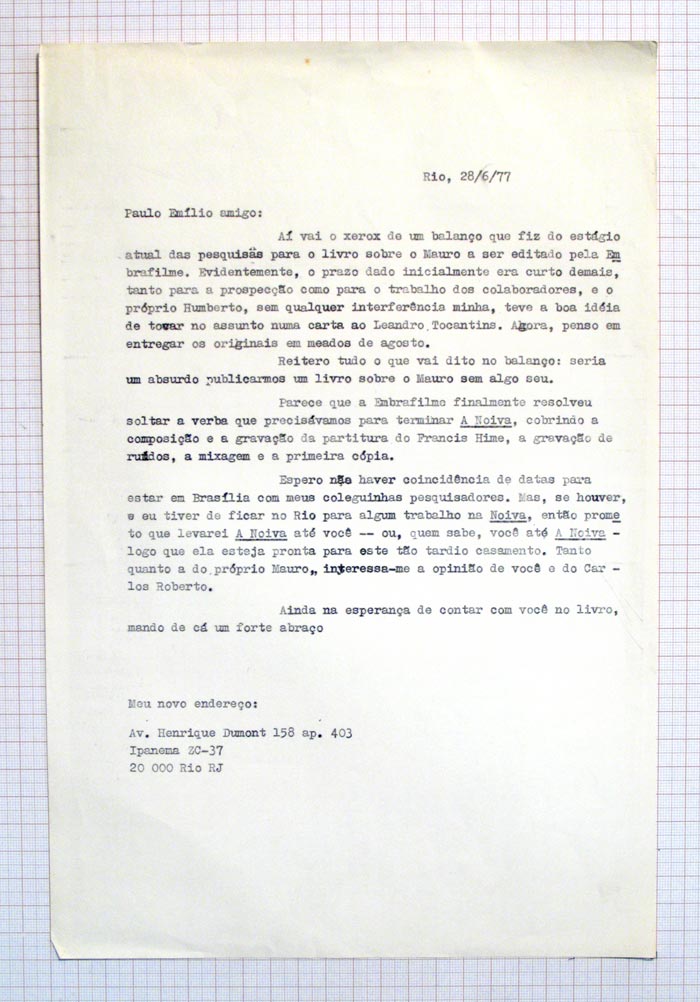 Rio, 28/6/77
Paulo Emílio amigo:
Aí vai o xerox de um balanço que fiz do estágio
atual das pesquisas para o livro sobre o Mauro a ser editado pela Em
brafilme. Evidentemente, o prazo dado inicialmente era curto demais,
tanto para a prospecção como para o trabalho dos colaboradores, e o
próprio Humberto, sem qualquer interferência minha, teve a boa idéia
de tocar no assunto numa carta ao Leandro Tocantins. Agora, penso em
entregar os originais em meados de agosto.
Reitero tudo o que vai dito no balanço: seria
um absurdo publicarmos um livro sobre o Mauro sem algo seu.
Parece que a Embrafilme finalmente resolveu
soltar a verba que precisávamos para terminar A Noiva, cobrindo a
composição e a gravação da partitura do Francis Hime, a gravação de
ruídos, a mixagem e a primeira cópia.
Espero não haver coincidência de datas para
estar em Brasília com meus coleguinhas pesquisadores. Mas, se houver,
e eu tiver de ficar no Rio para algum trabalho na Noiva, então prome
to que levarei A Noiva até você -- ou, quem sabe, você até A Noiva -
logo que ela esteja pronta para este tão tardio casamento. Tanto
quanto a do próprio Mauro, interessa-me a opinião de você e do Car -
los Roberto.
Ainda na esperança de contar com você no livro,
mando de cá um forte abraço
Meu novo endereço:
Av. Henrique Dumont 158 ap. 403
Ipanema ZC-37
20 000 Rio RJ